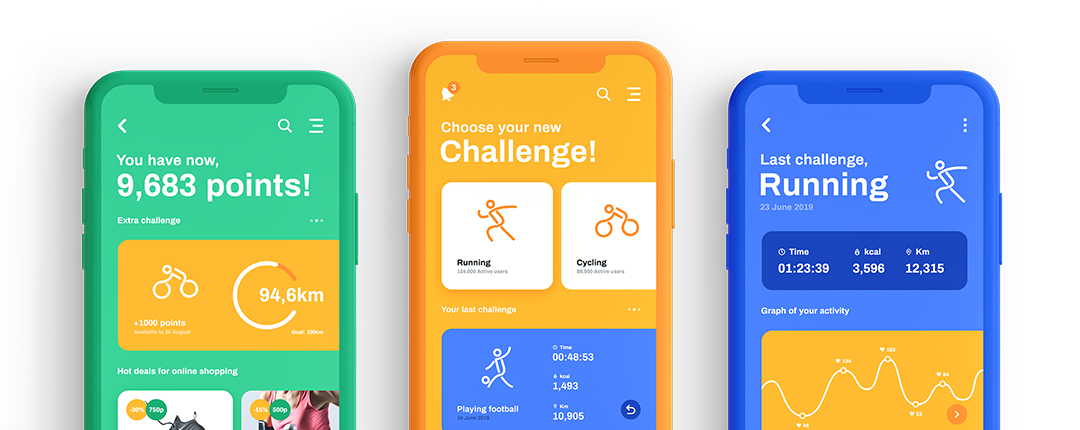 You have now,
9,683 points!
Extra challenge
94,6km
+1000 points
Available to 31 August
Goal: 100km
Hot deals for online shopping
-30%
750p
-15%
500p
3
Choose your new
Challenge!
Running
134,000 Active users
Cycling
89,000 Active users
Your last challenge
Time
00:48:53
kcal
1,493
Km
10,905
Playing football
14 June 2019
Last challenge,
Running
23 June 2019
Time
kcal
Km
01:23:39
3,596
12,315
Graph of your activity
134
163
84
53